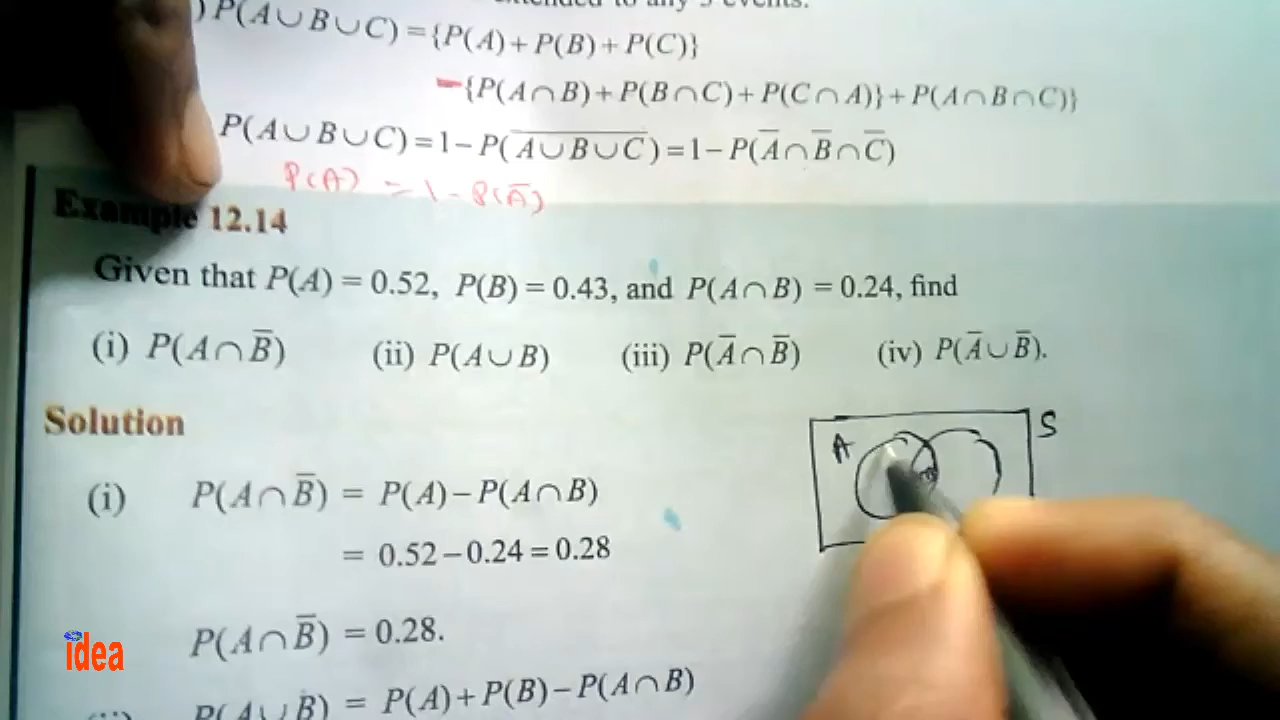 P(A∪B∪C) = {P(A) + P(B) + P(C)}
−{P(A∩B) + P(B∩C) + P(C∩A)} + P(A∩B∩C)}
P(A∪B∪C) = 1 − P(A̅∪̅B̅∪̅C̅) = 1 − P(A̅∩B̅∩C̅)
P(A) = 1 − P(A̅)
Example 12.14
Given that P(A) = 0.52, P(B) = 0.43, and P(A∩B) = 0.24, find
(i) P(A∩B̅) (ii) P(A∪B) (iii) P(A̅∩B̅) (iv) P(A̅∪B̅).
Solution
A S
(i) P(A∩B̅) = P(A) − P(A∩B)
= 0.52 − 0.24 = 0.28
P(A∩B̅) = 0.28.
idea
P(A∪B) = P(A) + P(B) − P(A∩B)